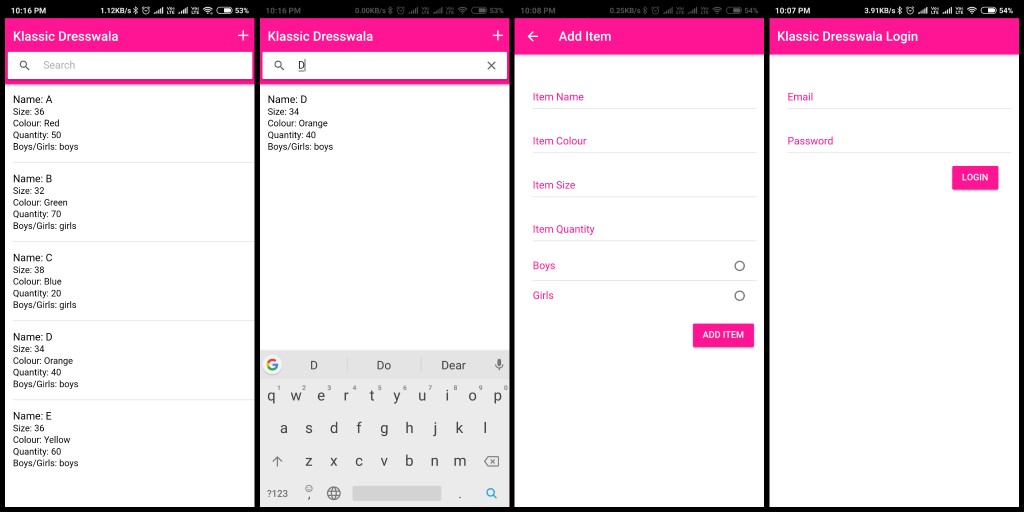 10:16 PM 1.12KB/s 53%
Klassic Dresswala +
Search
Name: A
Size: 36
Colour: Red
Quantity: 50
Boys/Girls: boys
Name: B
Size: 32
Colour: Green
Quantity: 70
Boys/Girls: girls
Name: C
Size: 38
Colour: Blue
Quantity: 20
Boys/Girls: girls
Name: D
Size: 34
Colour: Orange
Quantity: 40
Boys/Girls: boys
Name: E
Size: 36
Colour: Yellow
Quantity: 60
Boys/Girls: boys
10:16 PM 0.00KB/s 53%
Klassic Dresswala +
D
Name: D
Size: 34
Colour: Orange
Quantity: 40
Boys/Girls: boys
G D Do Dear
1 2 3 4 5 6 7 8 9 0
q w e r t y u i o p
a s d f g h j k l
z x c v b n m
?123 , .
10:08 PM 0.25KB/s 54%
Add Item
Item Name
Item Colour
Item Size
Item Quantity
Boys
Girls
ADD ITEM
10:07 PM 3.91KB/s 54%
Klassic Dresswala Login
Email
Password
LOGIN